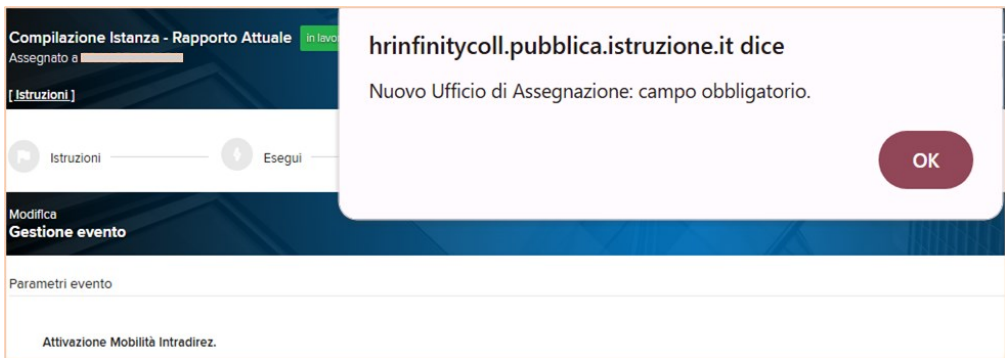 Compilazione Istanza - Rapporto Attuale in lavo
Assegnato a
[ Istruzioni ]
hrinfinitycoll.pubblica.istruzione.it dice
Nuovo Ufficio di Assegnazione: campo obbligatorio.
OK
Istruzioni
Esegui
Modifica
Gestione evento
Parametri evento
Attivazione Mobilità Intradirez.